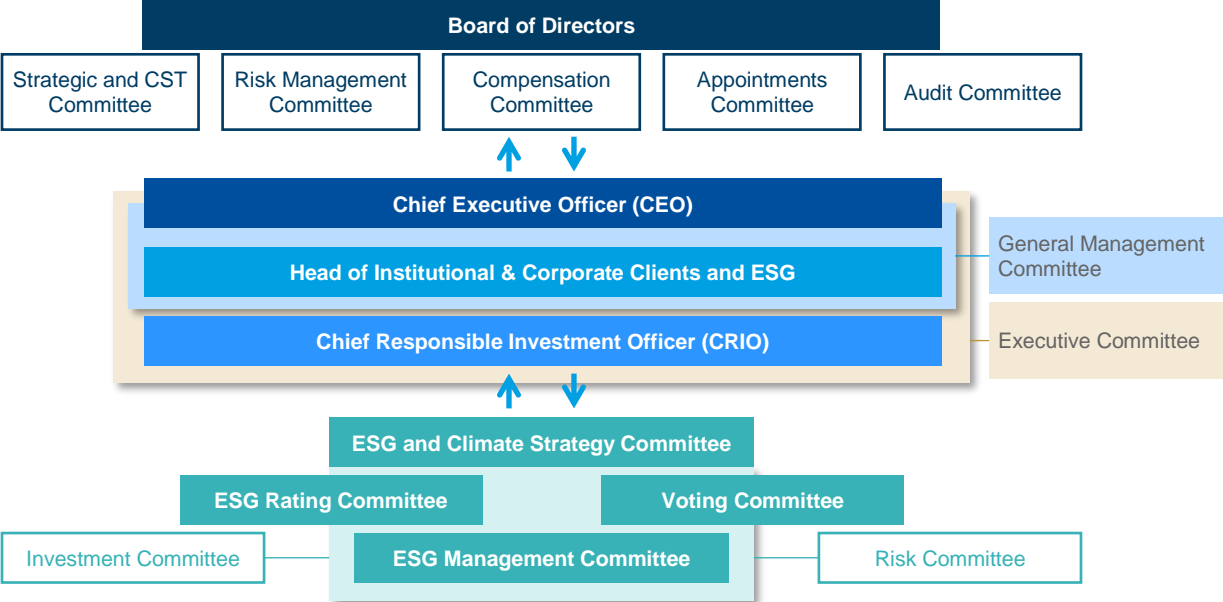 Board of Directors
Strategic and CST
Committee
Risk Management
Committee
Compensation
Committee
Appointments
Committee
Audit Committee
Chief Executive Officer (CEO)
Head of Institutional & Corporate Clients and ESG
General Management
Committee
Chief Responsible Investment Officer (CRIO)
Executive Committee
ESG and Climate Strategy Committee
ESG Rating Committee
Voting Committee
Investment Committee
ESG Management Committee
Risk Committee